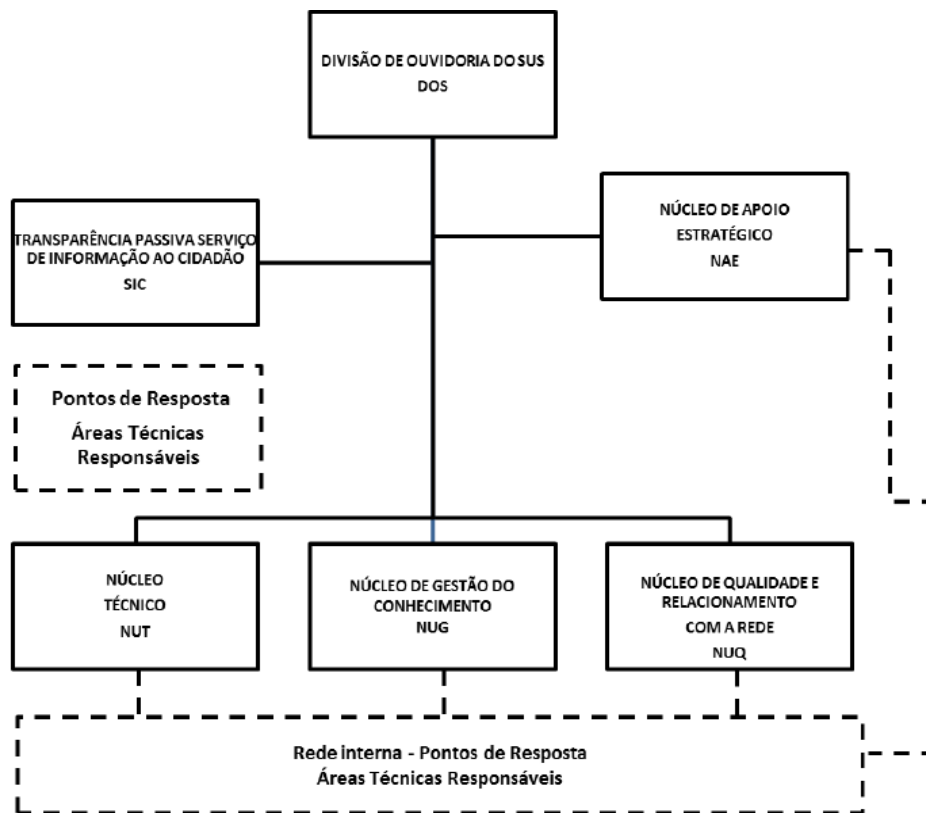 DIVISÃO DE OUVIDORIA DO SUS
DOS
TRANSPARÊNCIA PASSIVA SERVIÇO
DE INFORMAÇÃO AO CIDADÃO
SIC
NÚCLEO DE APOIO
ESTRATÉGICO
NAE
Pontos de Resposta
Áreas Técnicas
Responsáveis
NÚCLEO
TÉCNICO
NUT
NÚCLEO DE GESTÃO DO
CONHECIMENTO
NUG
NÚCLEO DE QUALIDADE E
RELACIONAMENTO
COM A REDE
NUQ
Rede interna - Pontos de Resposta
Áreas Técnicas Responsáveis